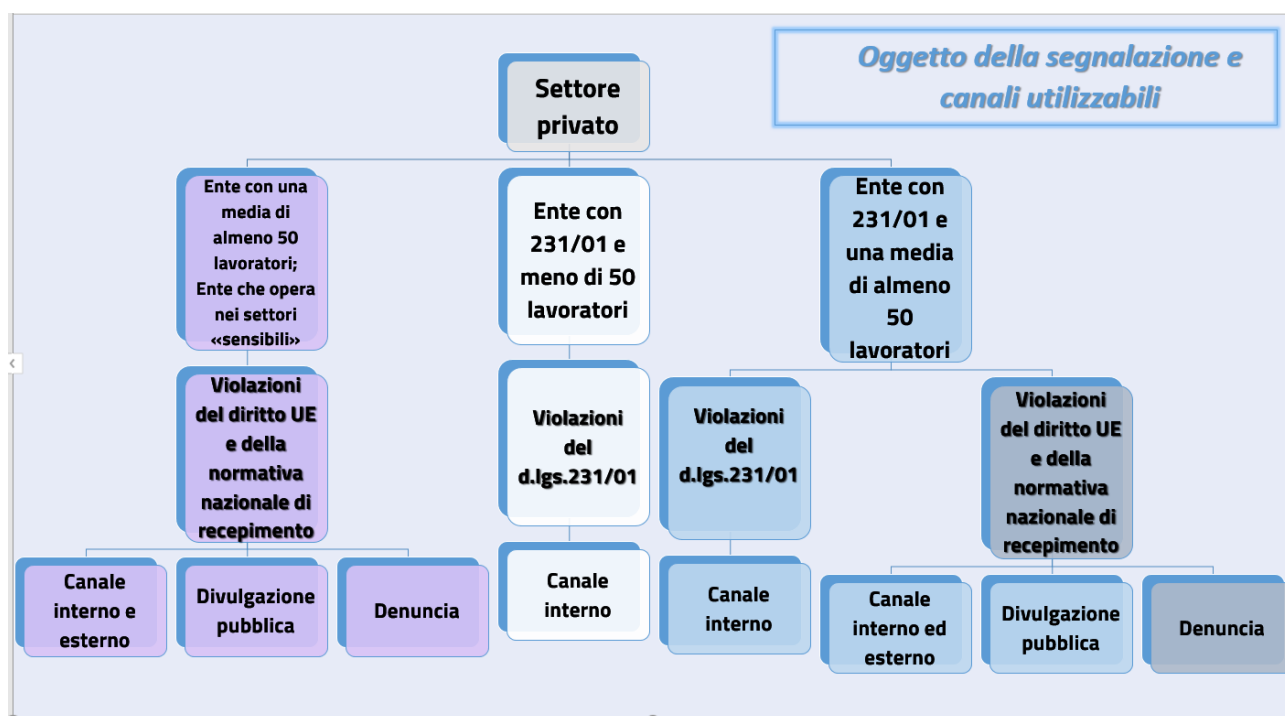 Oggetto della segnalazione e
canali utilizzabili
Settore
privato
Ente con una
media di
almeno 50
lavoratori;
Ente che opera
nei settori
«sensibili»
Ente con
231/01 e
meno di 50
lavoratori
Ente con
231/01 e
una media
di almeno
50
lavoratori
Violazioni
del diritto UE
e della
normativa
nazionale di
recepimento
Violazioni
del
d.lgs.231/01
Violazioni
del
d.lgs.231/01
Violazioni
del diritto UE
e della
normativa
nazionale di
recepimento
Canale
interno e
esterno
Divulgazione
pubblica
Denuncia
Canale
interno
Canale
interno
Canale
interno ed
esterno
Divulgazione
pubblica
Denuncia